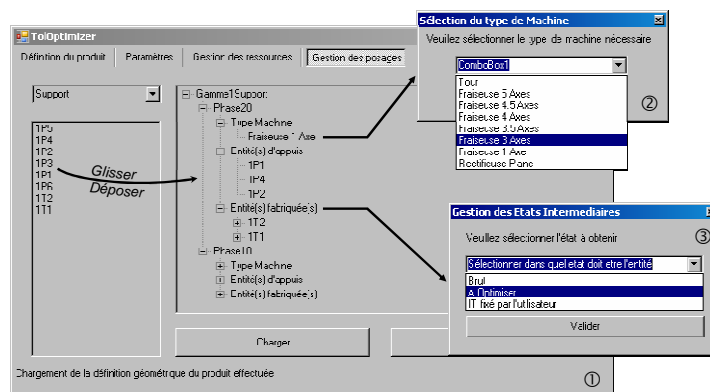 TolOptimizer
Définition du produit
Paramètres
Gestion des ressources
Gestion des posages
Support
1P5
1P4
1P2
1P3
1P1
1P6
1T2
1T1
Glisser
Déposer
Gamme1Support
Phase20
Type Machine
Fraiseuse 1 Axe
Entité(s) d'appuis
1P1
1P4
1P2
Entité(s) fabriquée(s)
1T2
1T1
Phase10
Type Machine
Entité(s) d'appuis
Entité(s) fabriquée(s)
Charger
Chargement de la définition géométrique du produit effectuée
①
Sélection du type de Machine
Veuillez sélectionner le type de machine nécessaire
ComboBox1
Tour
Fraiseuse 5 Axes
Fraiseuse 4.5 Axes
Fraiseuse 4 Axes
Fraiseuse 3.5 Axes
Fraiseuse 3 Axes
Fraiseuse 1 Axe
Rectifieuse Plane
②
Gestion des Etats Intermediaires
Veuillez sélectionner l'état à obtenir
③
Sélectionner dans quel etat doit etre l'entité
Brut
A Optimiser
IT fixé par l'utilisateur
Valider